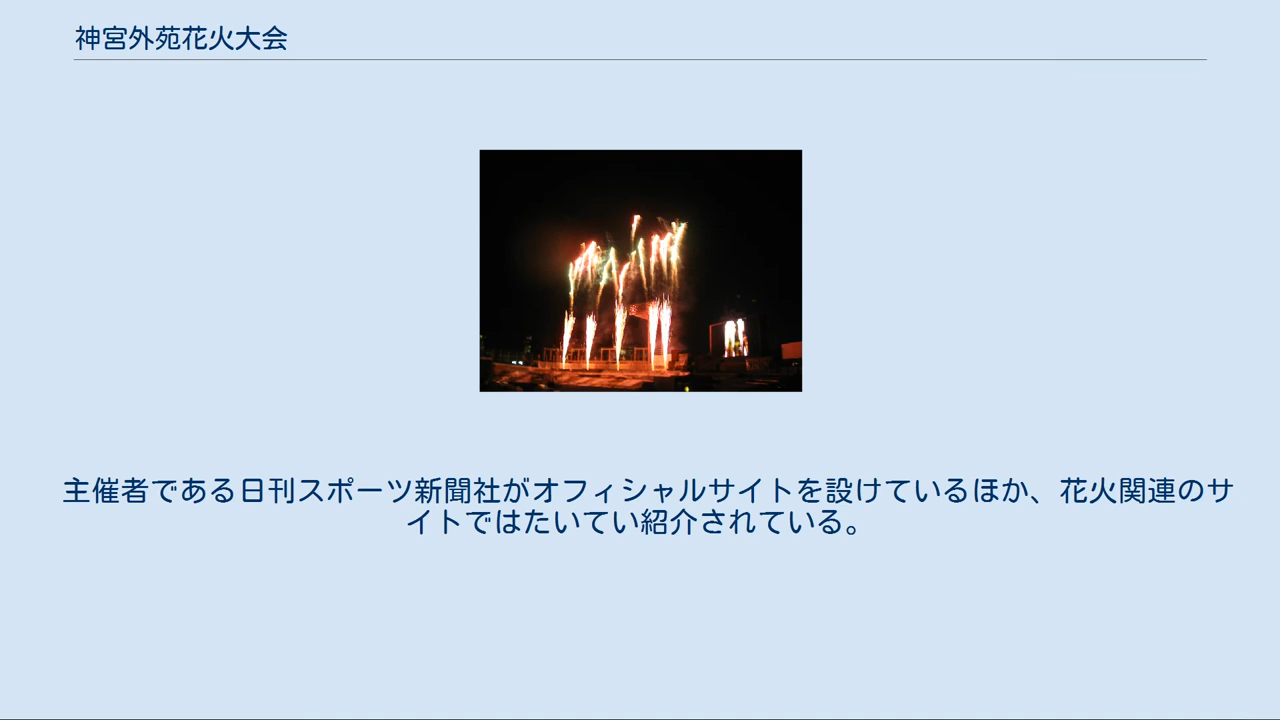 神宮外苑花火大会
主催者である日刊スポーツ新聞社がオフィシャルサイトを設けているほか、花火関連のサ
イトではたいてい紹介されている。